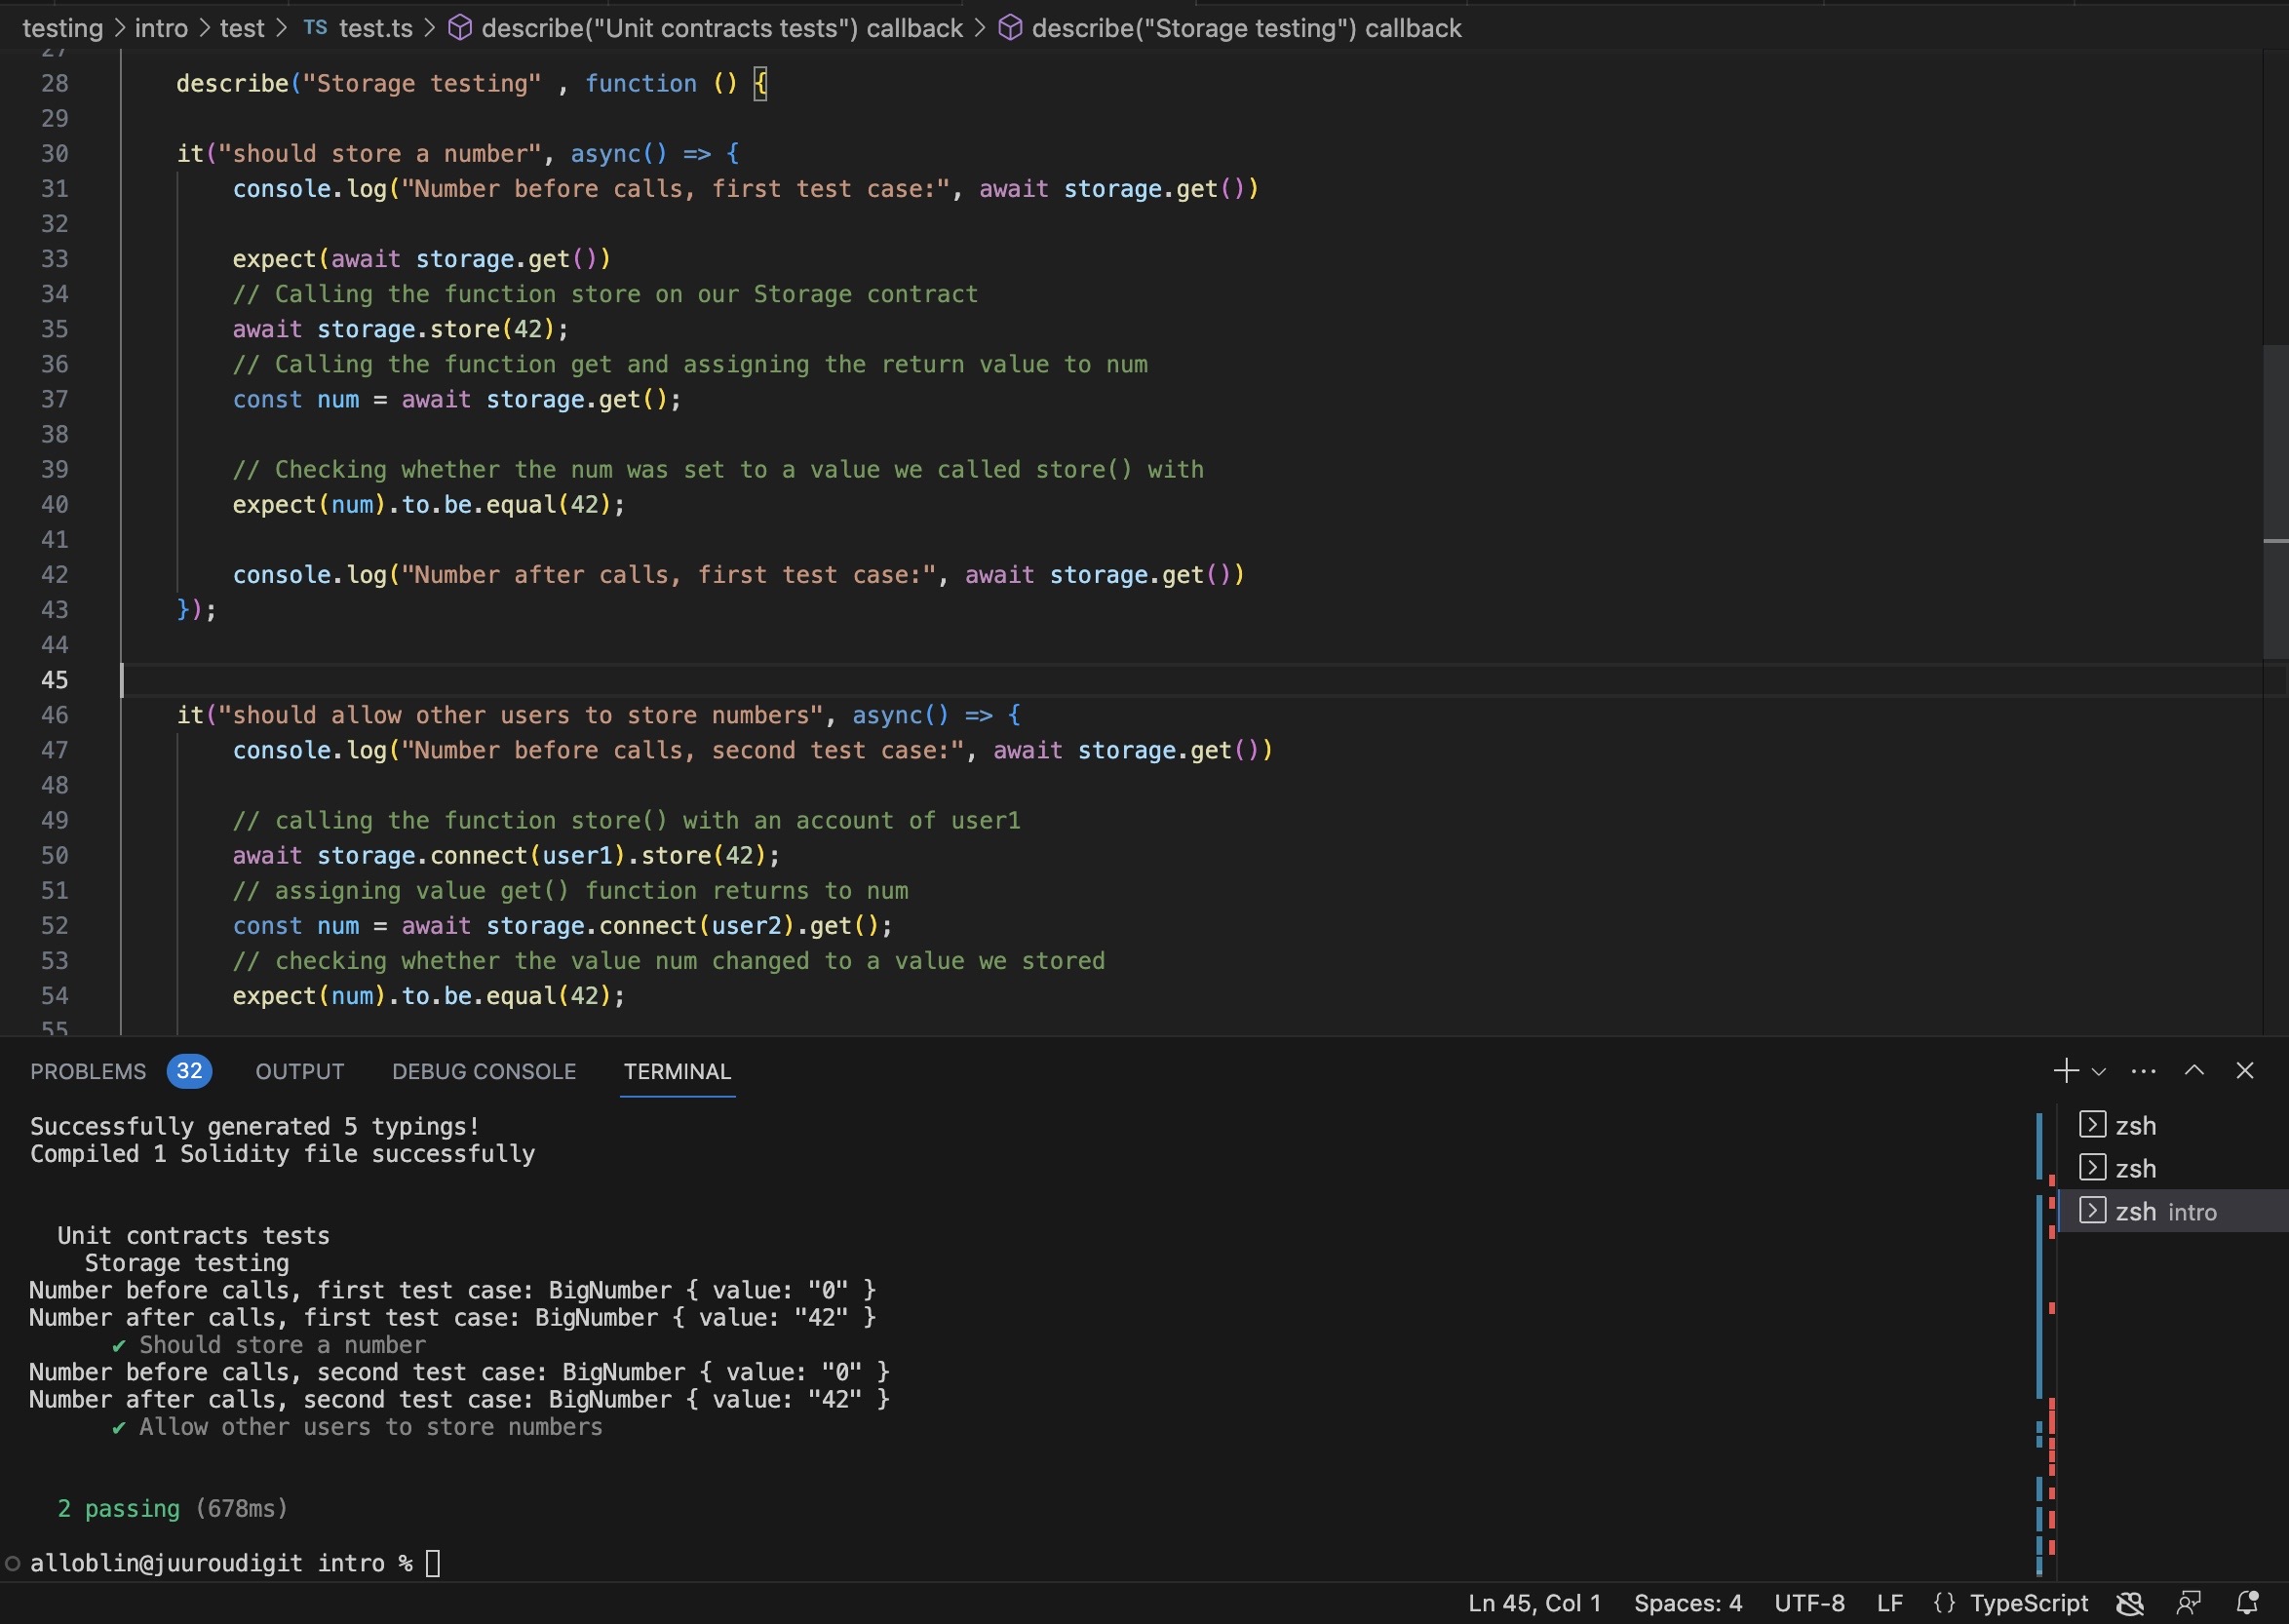 testing > intro > test > TS test.ts > describe("Unit contracts tests") callback > describe("Storage testing") callback
27
28 describe("Storage testing" , function () {
29
30 it("should store a number", async() => {
31 console.log("Number before calls, first test case:", await storage.get())
32
33 expect(await storage.get())
34 // Calling the function store on our Storage contract
35 await storage.store(42);
36 // Calling the function get and assigning the return value to num
37 const num = await storage.get();
38
39 // Checking whether the num was set to a value we called store() with
40 expect(num).to.be.equal(42);
41
42 console.log("Number after calls, first test case:", await storage.get())
43 });
44
45
46 it("should allow other users to store numbers", async() => {
47 console.log("Number before calls, second test case:", await storage.get())
48
49 // calling the function store() with an account of user1
50 await storage.connect(user1).store(42);
51 // assigning value get() function returns to num
52 const num = await storage.connect(user2).get();
53 // checking whether the value num changed to a value we stored
54 expect(num).to.be.equal(42);
55
PROBLEMS 32 OUTPUT DEBUG CONSOLE TERMINAL
Successfully generated 5 typings!
Compiled 1 Solidity file successfully
Unit contracts tests
Storage testing
Number before calls, first test case: BigNumber { value: "0" }
Number after calls, first test case: BigNumber { value: "42" }
✔ Should store a number
Number before calls, second test case: BigNumber { value: "0" }
Number after calls, second test case: BigNumber { value: "42" }
✔ Allow other users to store numbers
2 passing (678ms)
alloblin@juuroudigit intro %
zsh
zsh
zsh intro
Ln 45, Col 1 Spaces: 4 UTF-8 LF {} TypeScript